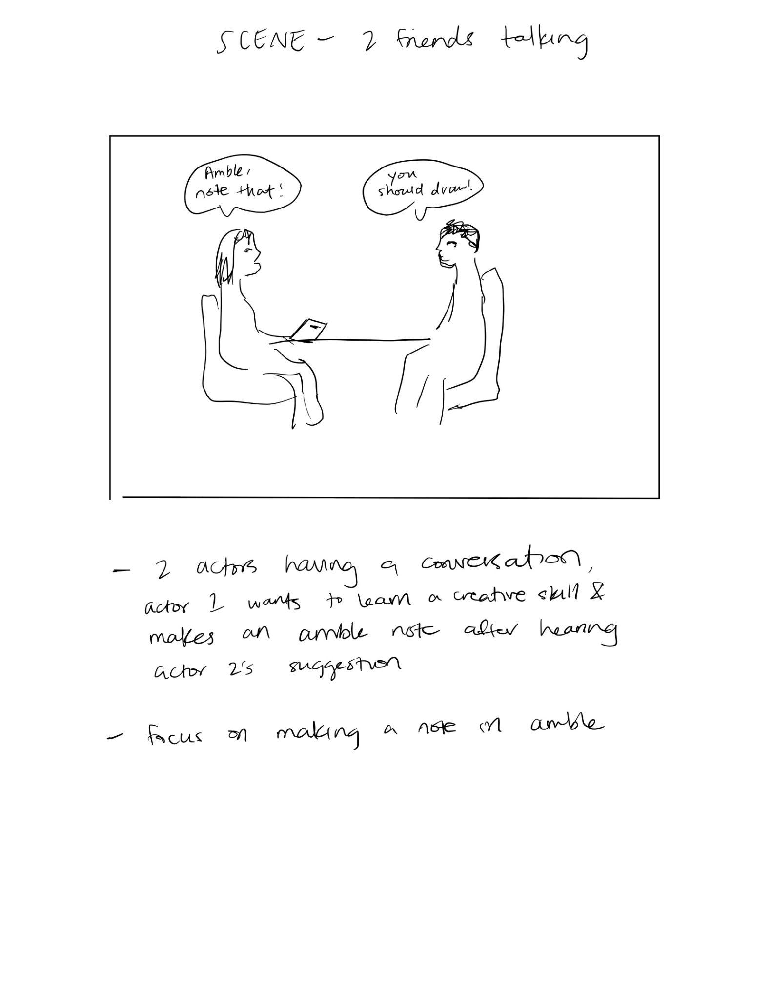 SCENE - 2 friends talking
Amble,
note that!
you
should draw!
- 2 actors having a conversation,
actor 1 wants to learn a creative skill &
makes an amble note after hearing
actor 2's suggestion
- focus on making a note in amble